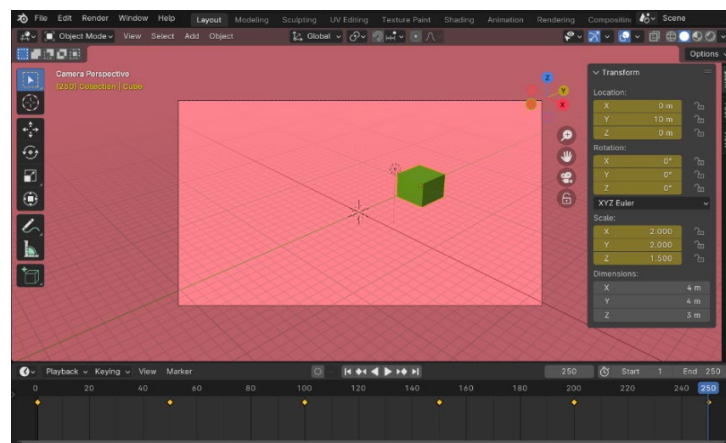 File Edit Render Window Help Layout Modeling Sculpting UV Editing Texture Paint Shading Animation Rendering Compositing Scene
Object Mode View Select Add Object Global
Options
Camera Perspective
(250) Collection | Cube
Z
Y
X
Transform
Location:
X 0 m
Y 10 m
Z 0 m
Rotation:
X 0°
Y 0°
Z 0°
XYZ Euler
Scale:
X 2.000
Y 2.000
Z 1.500
Dimensions:
X 4 m
Y 4 m
Z 3 m
Playback Keying View Marker 250 Start 1 End 250
0 20 40 60 80 100 120 140 160 180 200 220 240 250